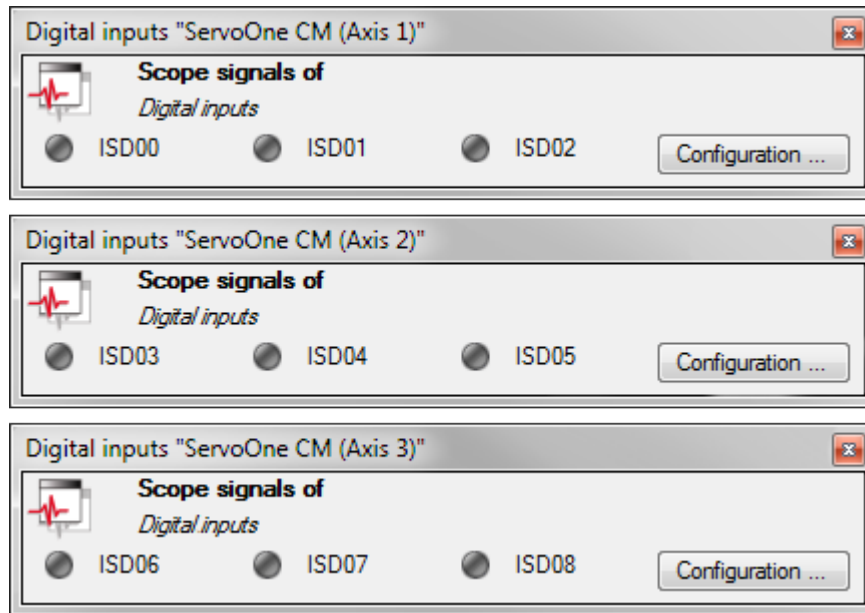 Digital inputs "ServoOne CM (Axis 1)"
Scope signals of
Digital inputs
ISD00 ISD01 ISD02 Configuration ...
Digital inputs "ServoOne CM (Axis 2)"
Scope signals of
Digital inputs
ISD03 ISD04 ISD05 Configuration ...
Digital inputs "ServoOne CM (Axis 3)"
Scope signals of
Digital inputs
ISD06 ISD07 ISD08 Configuration ...